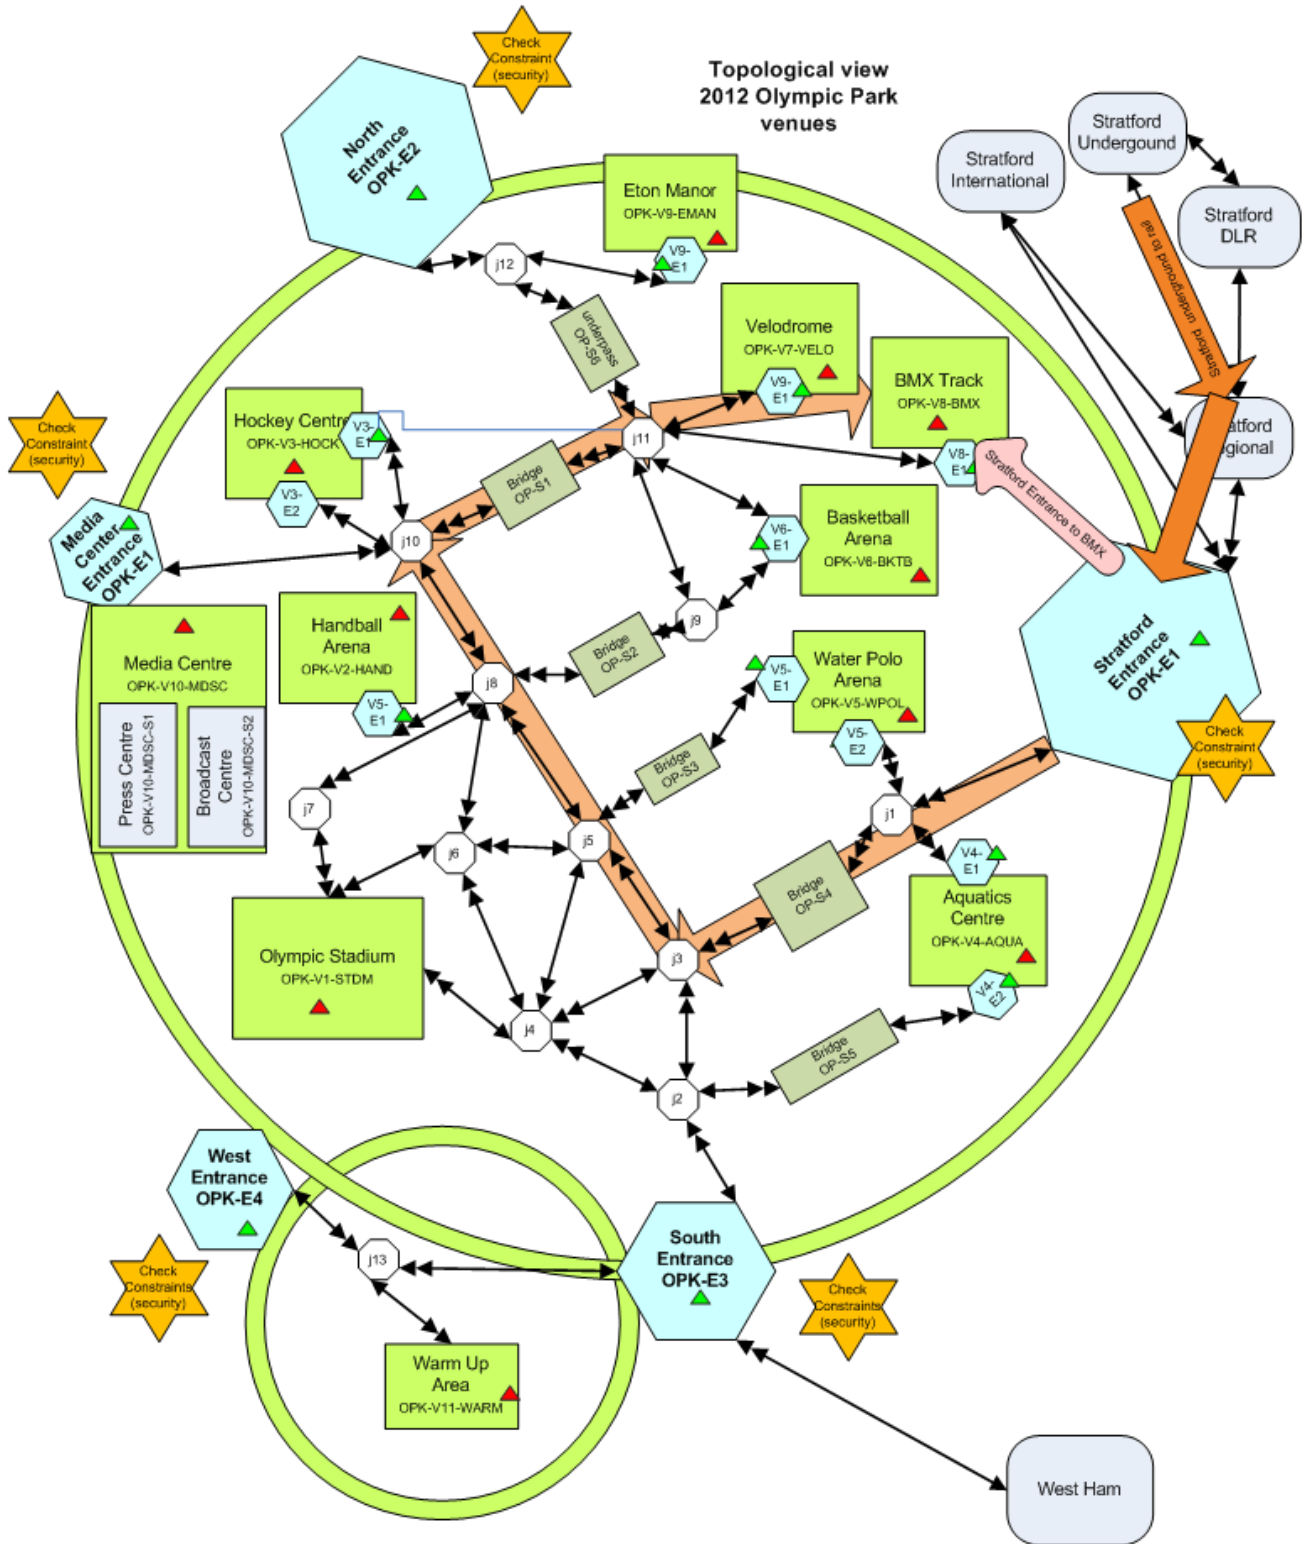 Topological view
2012 Olympic Park
venues
Check
Constraint
(security)
North
Entrance
OPK-E2
Stratford
Undergound
Stratford
International
Stratford
DLR
Stratford underground to rail
Eton Manor
OPK-V9-EMAN
V9-
E1
j12
underpass
OP-S6
Velodrome
OPK-V7-VELO
V9-
E1
BMX Track
OPK-V8-BMX
V8-
E1
Stratford Entrance to BMX
Check
Constraint
(security)
Hockey Centre
OPK-V3-HOCK
V3-
E1
V3-
E2
j11
Bridge
OP-S1
j10
Media
Center
Entrance
OPK-E1
Basketball
Arena
OPK-V6-BKTB
V6-
E1
j9
Bridge
OP-S2
Handball
Arena
OPK-V2-HAND
V5-
E1
j8
Media Centre
OPK-V10-MDSC
Press Centre
OPK-V10-MDSC-S1
Broadcast
Centre
OPK-V10-MDSC-S2
Water Polo
Arena
OPK-V5-WPOL
V5-
E1
V5-
E2
Stratford
Entrance
OPK-E1
Check
Constraint
(security)
Bridge
OP-S3
j7
j6
j5
j1
V4-
E1
Aquatics
Centre
OPK-V4-AQUA
V4-
E2
Bridge
OP-S4
Olympic Stadium
OPK-V1-STDM
j3
j4
Bridge
OP-S5
j2
West
Entrance
OPK-E4
j13
South
Entrance
OPK-E3
Check
Constraints
(security)
Check
Constraints
(security)
Warm Up
Area
OPK-V11-WARM
West Ham